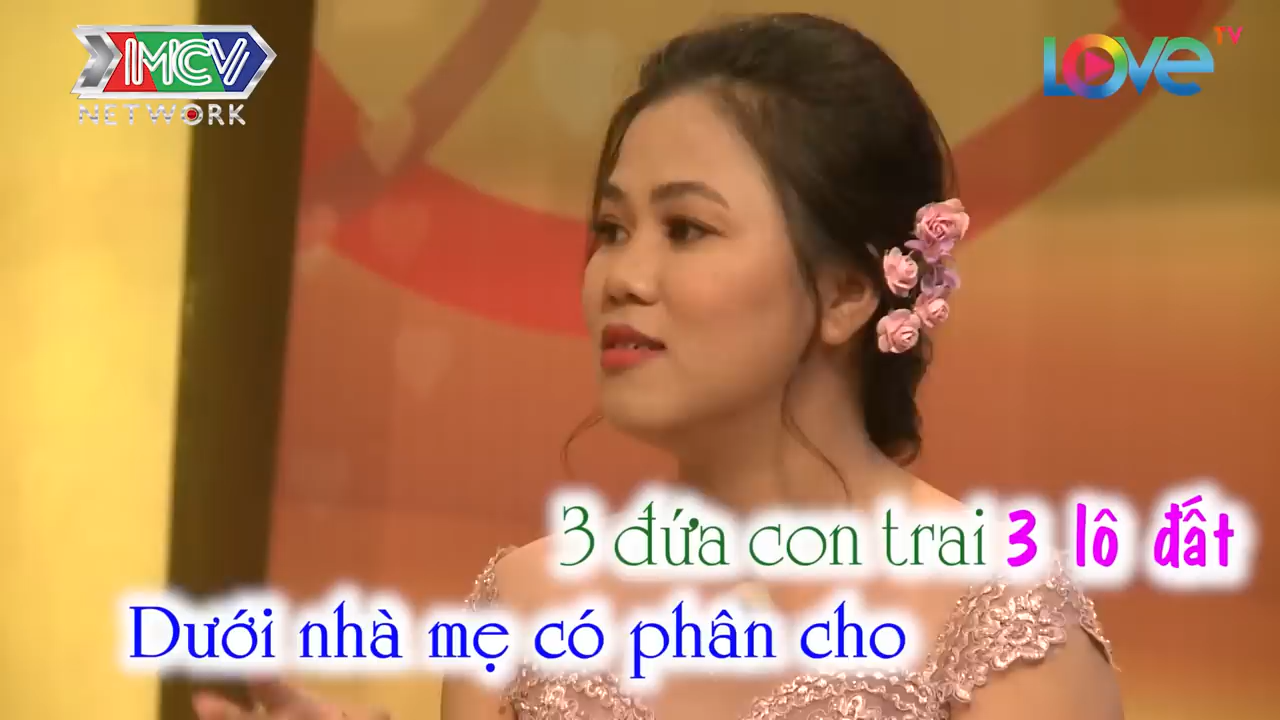 MCV
NETWORK
LOVE TV
3 đứa con trai 3 lô đất
Dưới nhà mẹ có phân cho